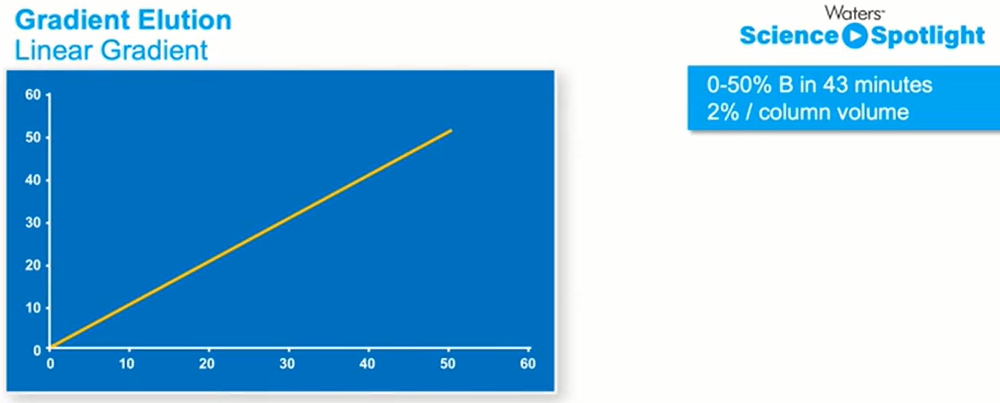 Gradient Elution
Linear Gradient
Waters™
Science Spotlight
0-50% B in 43 minutes
2% / column volume
60
50
40
30
20
10
0
0 10 20 30 40 50 60